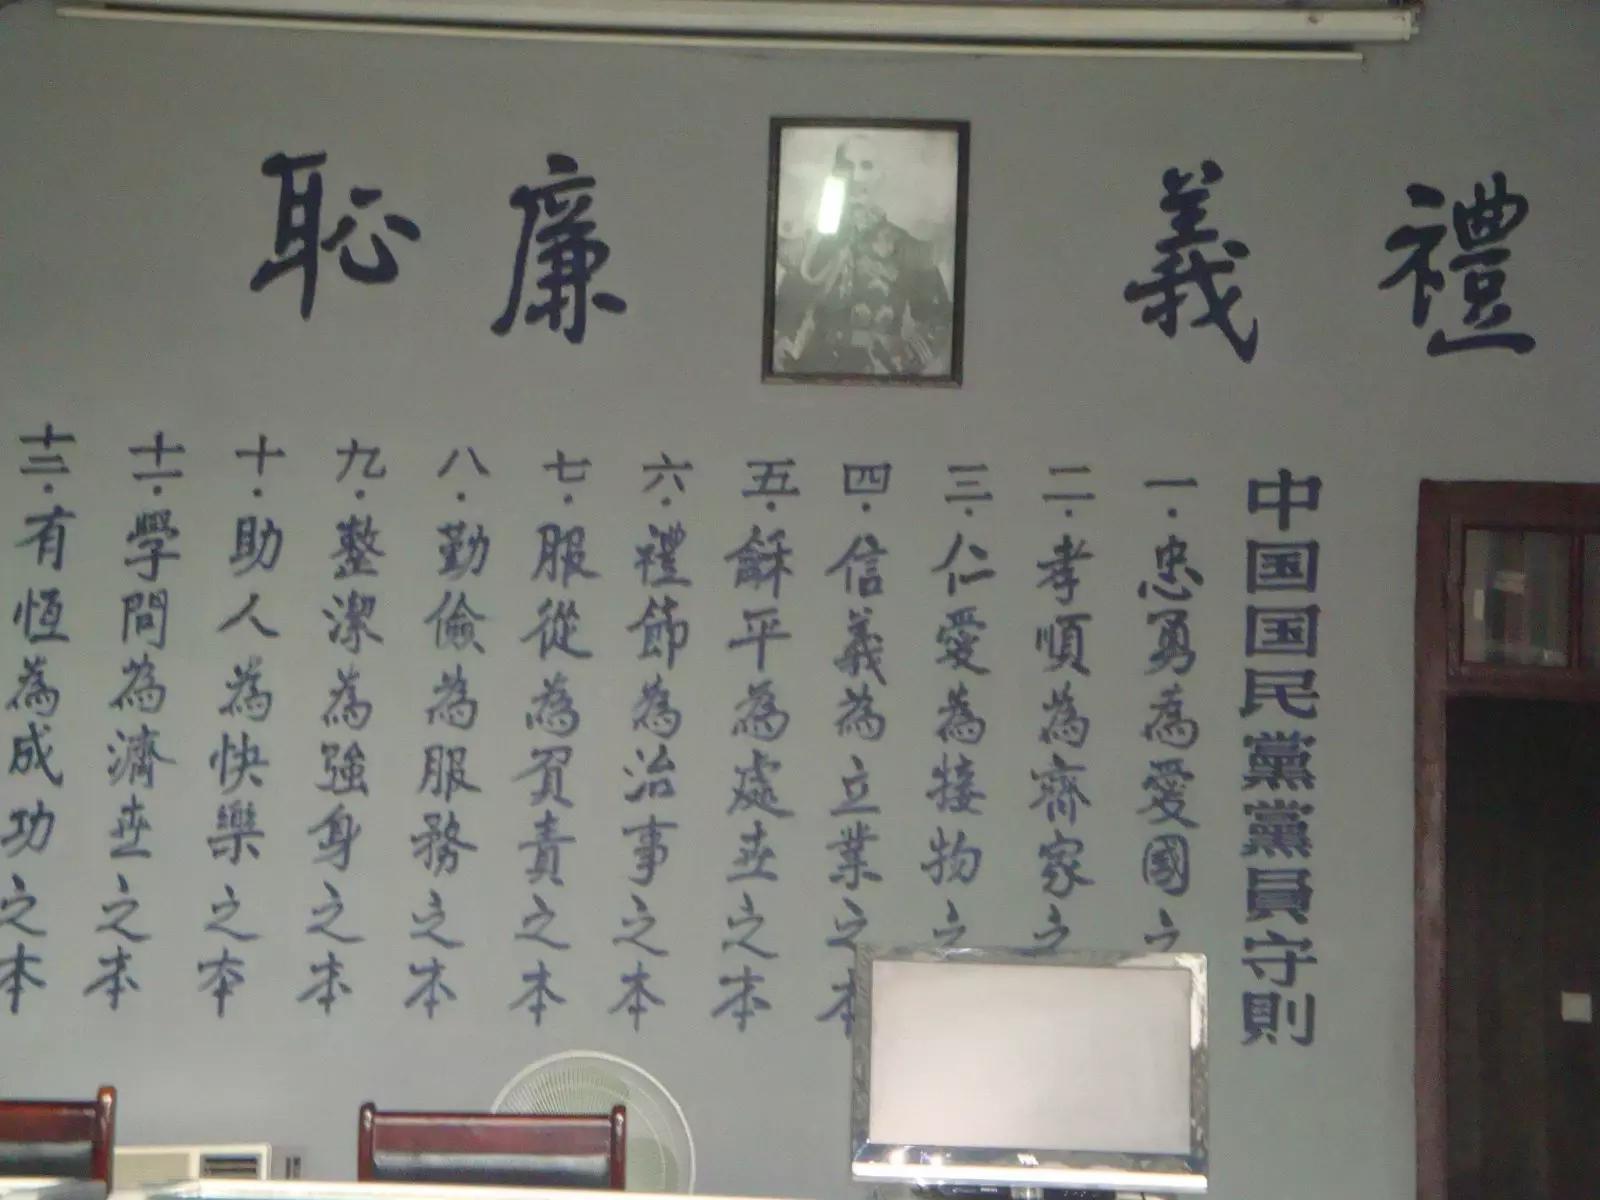 禮義廉恥
中国国民黨黨員守則
一．忠勇為愛國之
二．孝順為齊家之
三．仁愛為接物之
四．信義為立業之本
五．龢平為處世之本
六．禮節為治事之本
七．服從為負責之本
八．勤儉為服務之本
九．整潔為強身之本
十．助人為快樂之本
十一．學問為濟世之本
十二．有恆為成功之本